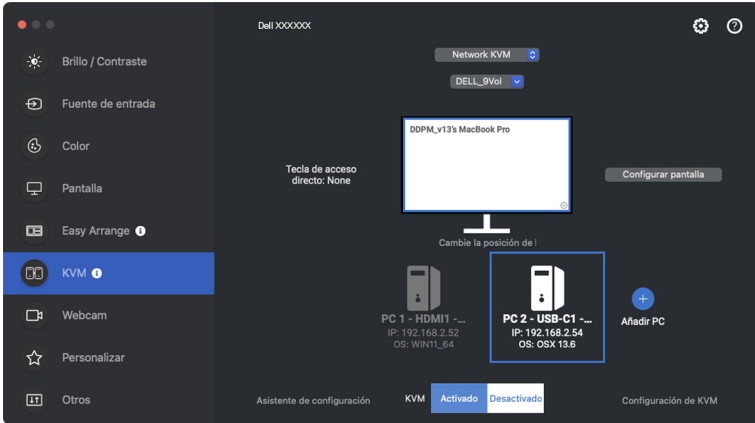 Dell XXXXXX
Network KVM
DELL_9Vol
Brillo / Contraste
Fuente de entrada
Color
Pantalla
Easy Arrange
KVM
Webcam
Personalizar
Otros
DDPM_v13's MacBook Pro
Tecla de acceso
directo: None
Configurar pantalla
Cambie la posición de l
PC 1 - HDMI1 -...
IP: 192.168.2.52
OS: WIN11_64
PC 2 - USB-C1 -...
IP: 192.168.2.54
OS: OSX 13.6
Añadir PC
Asistente de configuración
KVM
Activado
Desactivado
Configuración de KVM